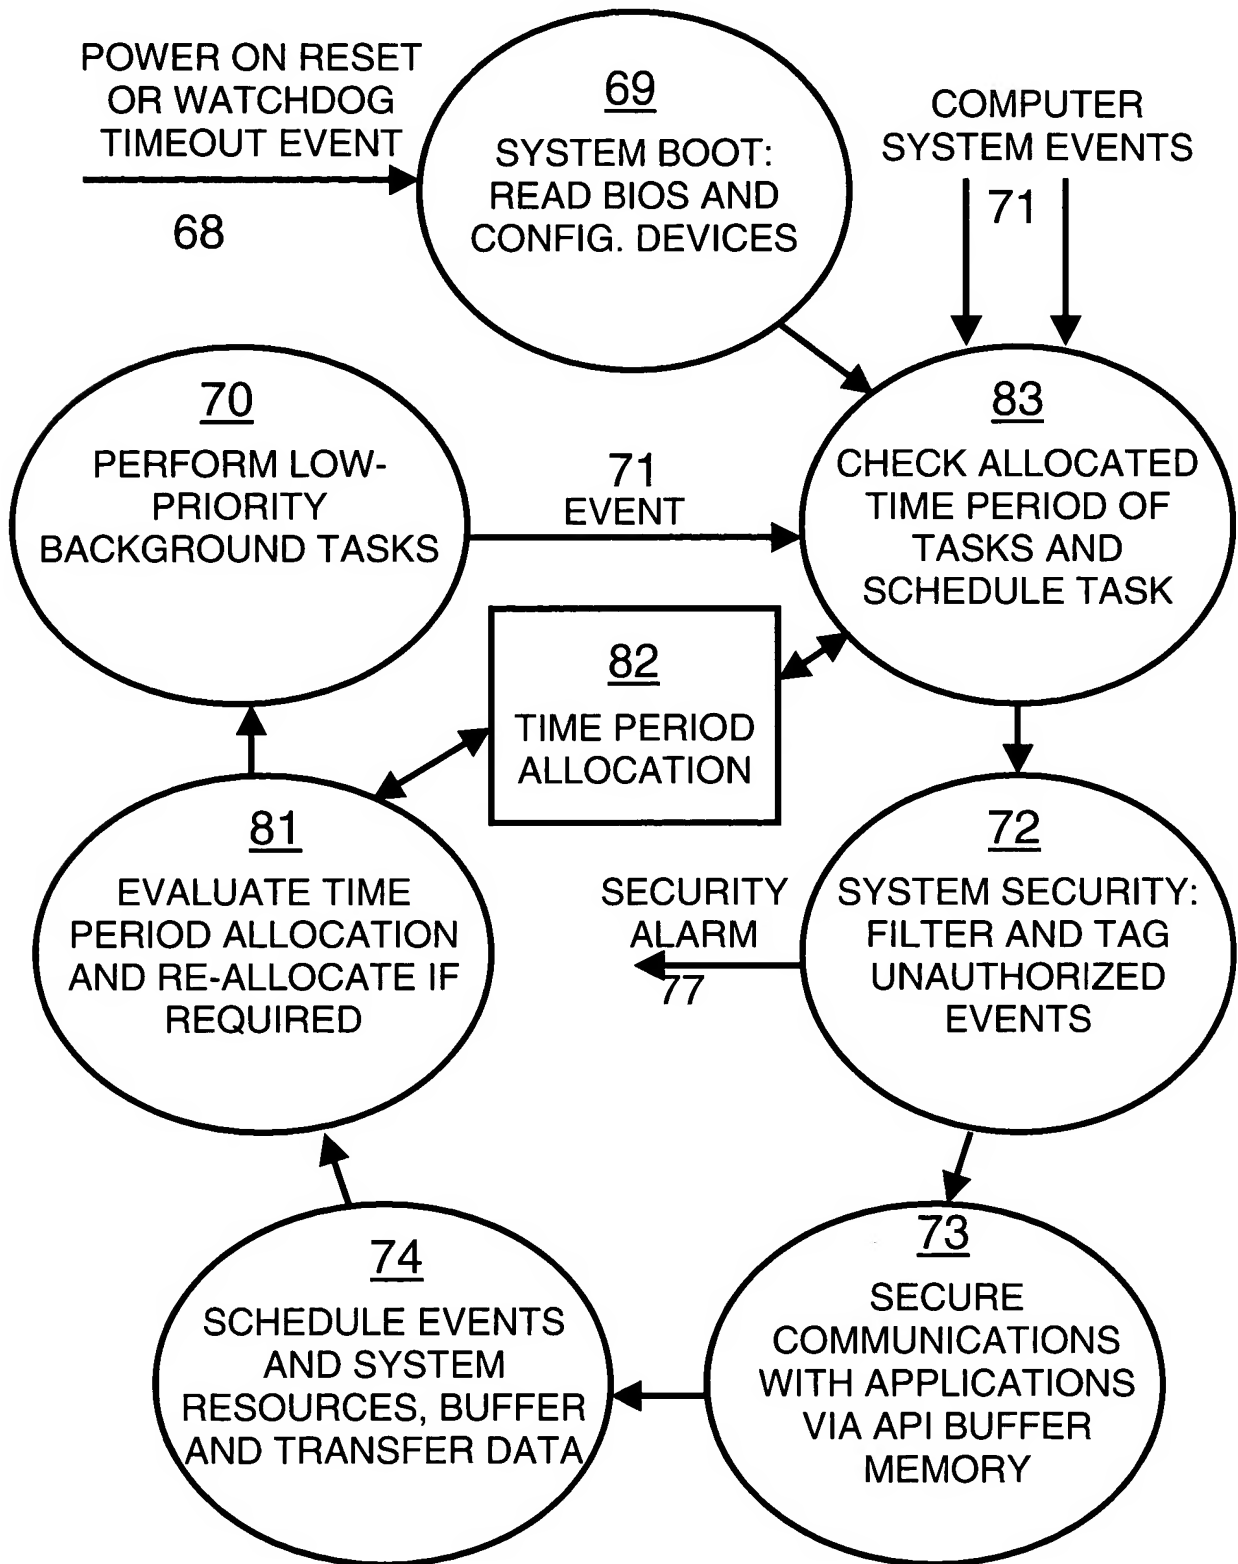 POWER ON RESET
OR WATCHDOG
TIMEOUT EVENT
68
69
SYSTEM BOOT:
READ BIOS AND
CONFIG. DEVICES
COMPUTER
SYSTEM EVENTS
71
70
PERFORM LOW-
PRIORITY
BACKGROUND TASKS
71
EVENT
83
CHECK ALLOCATED
TIME PERIOD OF
TASKS AND
SCHEDULE TASK
82
TIME PERIOD
ALLOCATION
81
EVALUATE TIME
PERIOD ALLOCATION
AND RE-ALLOCATE IF
REQUIRED
SECURITY
ALARM
77
72
SYSTEM SECURITY:
FILTER AND TAG
UNAUTHORIZED
EVENTS
74
SCHEDULE EVENTS
AND SYSTEM
RESOURCES, BUFFER
AND TRANSFER DATA
73
SECURE
COMMUNICATIONS
WITH APPLICATIONS
VIA API BUFFER
MEMORY